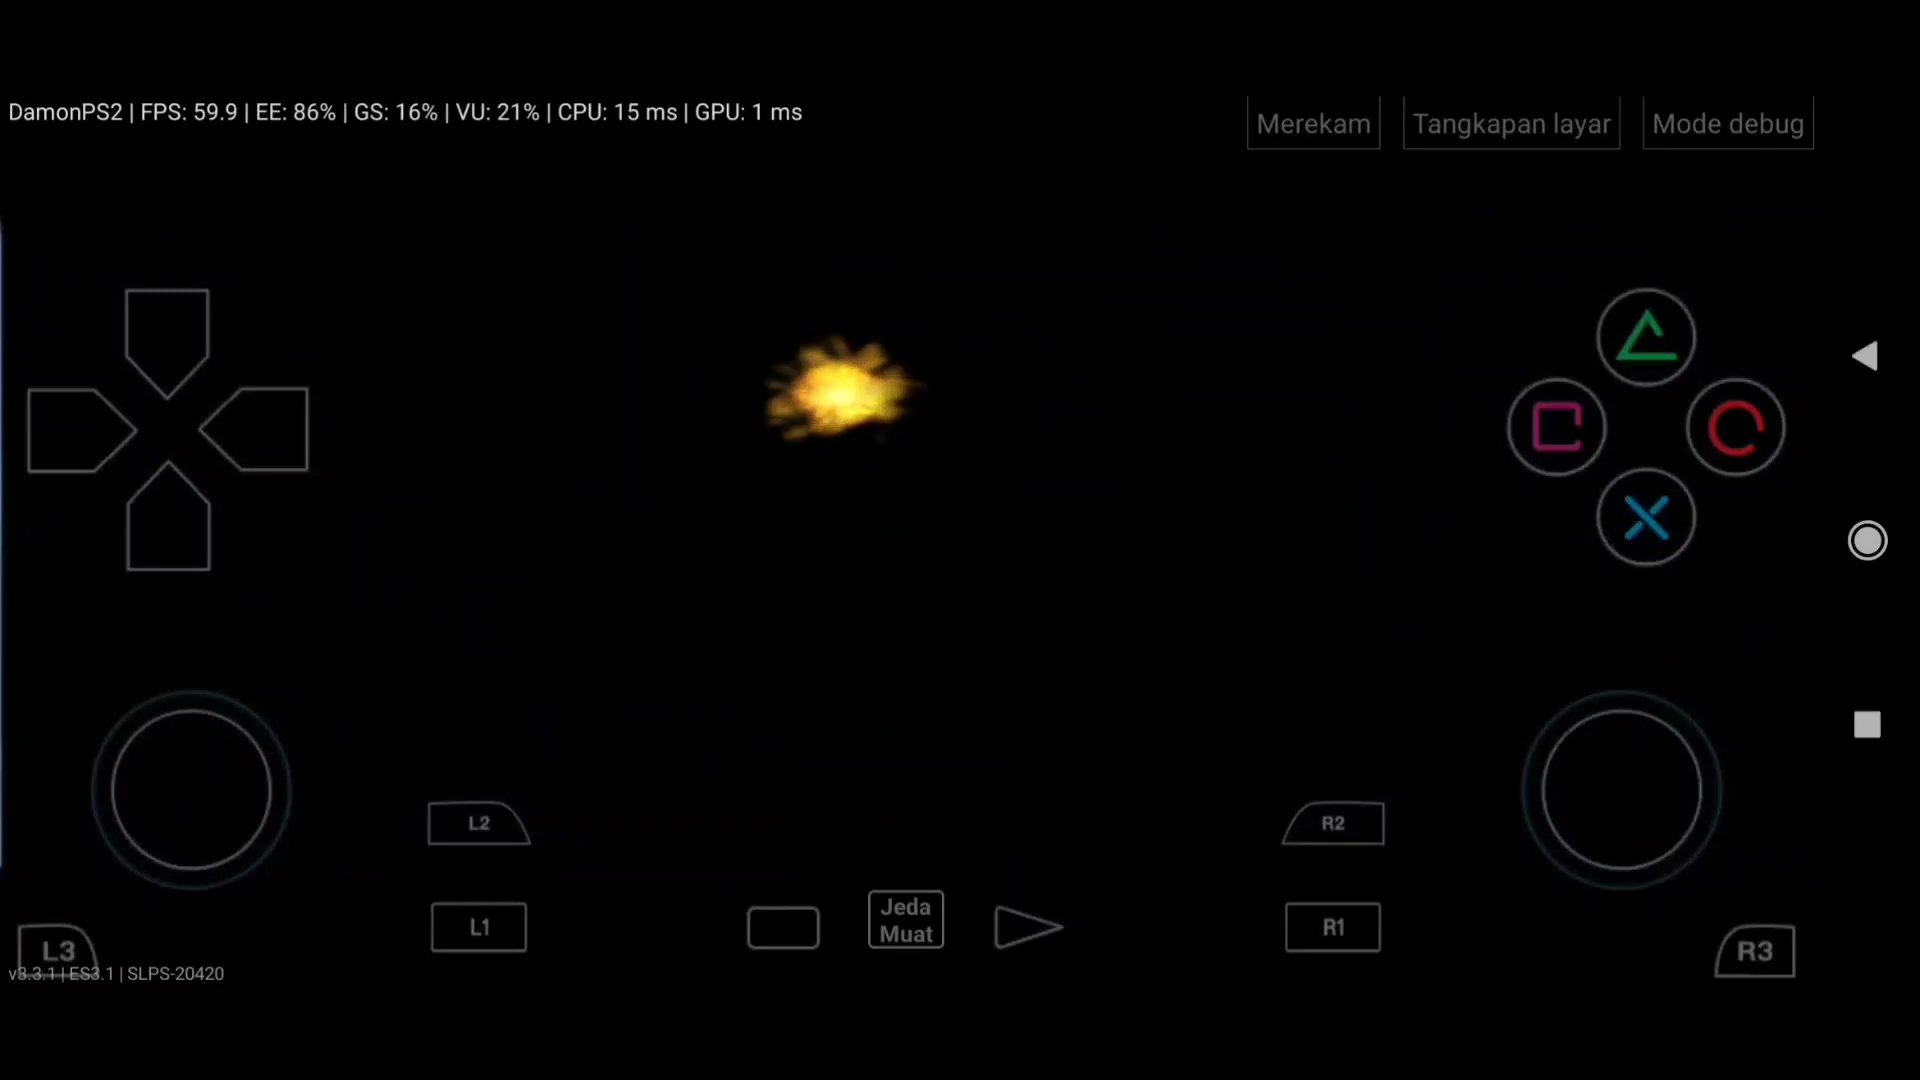 DamonPS2 | FPS: 59.9 | EE: 86% | GS: 16% | VU: 21% | CPU: 15 ms | GPU: 1 ms
Merekam
Tangkapan layar
Mode debug
L2
R2
L1
Jeda
Muat
R1
L3
R3
v3.3.1 | ES3.1 | SLPS-20420